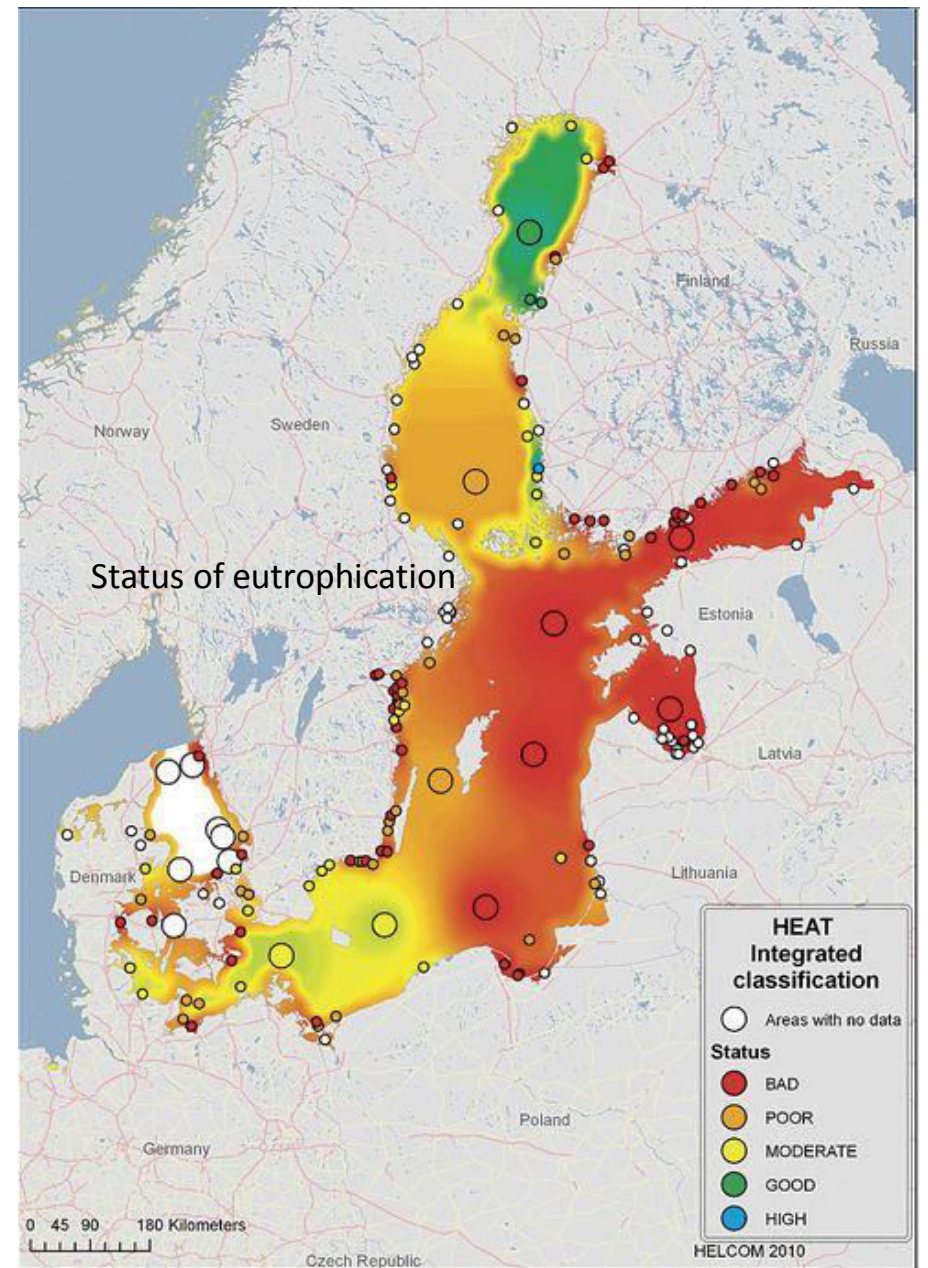 Finland
Russia
Norway
Sweden
Status of eutrophication
Estonia
Latvia
Denmark
Lithuania
HEAT
Integrated
classification
Areas with no data
Status
BAD
POOR
MODERATE
GOOD
HIGH
Poland
Germany
0 45 90 180 Kilometers
HELCOM 2010
Czech Republic